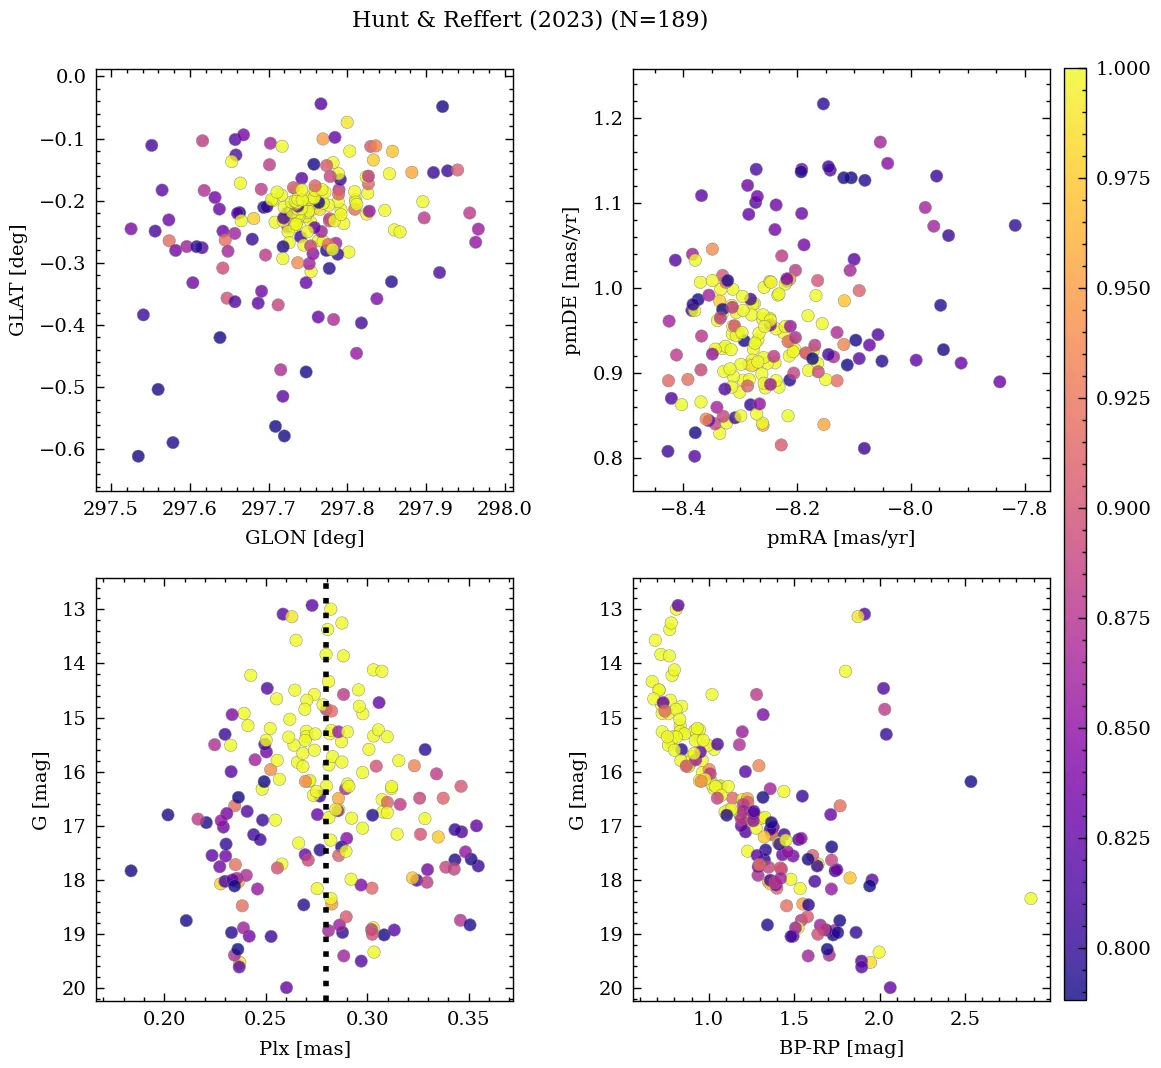 Hunt & Reffert (2023) (N=189)
0.0
−0.1
−0.2
−0.3
−0.4
−0.5
−0.6
GLAT [deg]
297.5 297.6 297.7 297.8 297.9 298.0
GLON [deg]
1.2
1.1
1.0
0.9
0.8
pmDE [mas/yr]
−8.4 −8.2 −8.0 −7.8
pmRA [mas/yr]
13
14
15
16
17
18
19
20
G [mag]
0.20 0.25 0.30 0.35
Plx [mas]
13
14
15
16
17
18
19
20
G [mag]
1.0 1.5 2.0 2.5
BP-RP [mag]
1.000
0.975
0.950
0.925
0.900
0.875
0.850
0.825
0.800